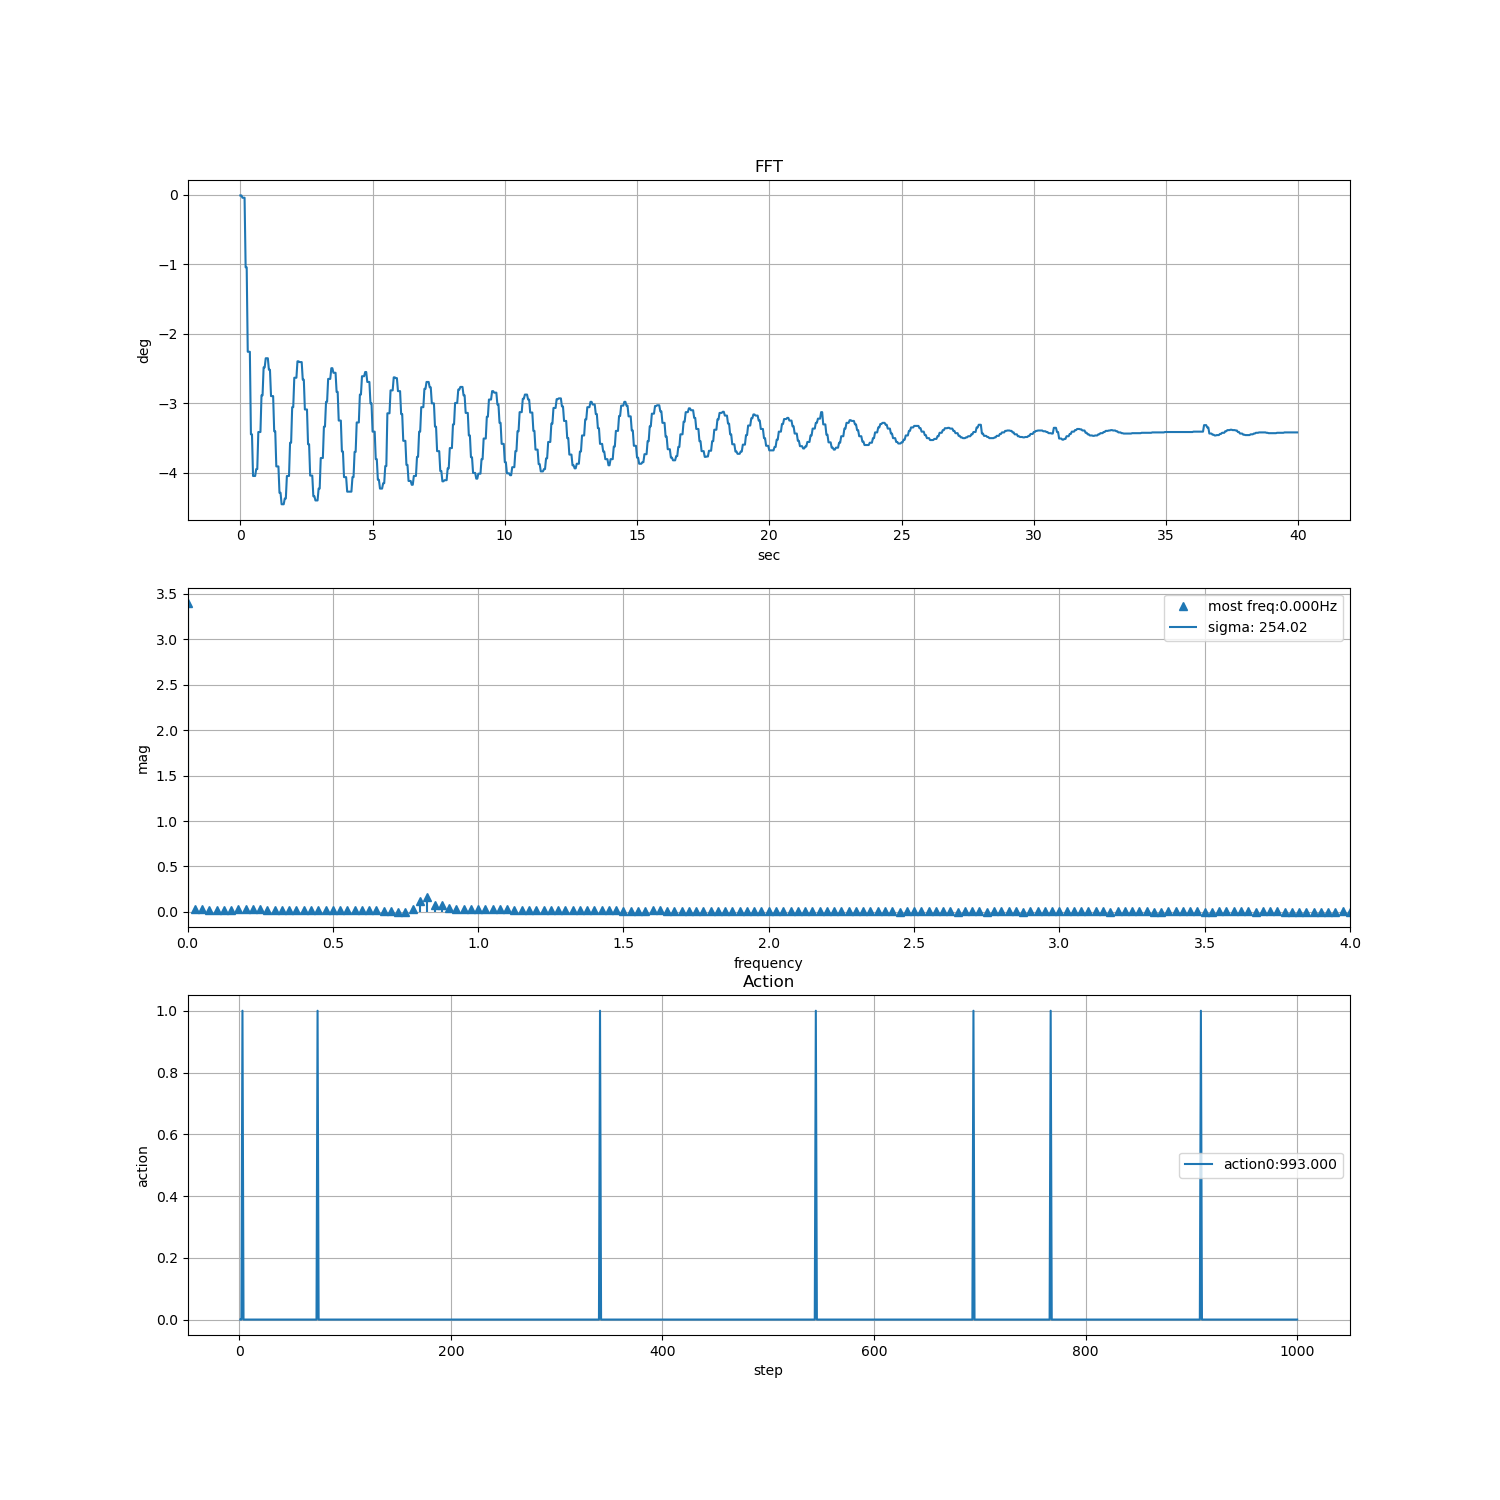 FFT
0
−1
−2
−3
−4
deg
0 5 10 15 20 25 30 35 40
sec
3.5
3.0
2.5
2.0
1.5
1.0
0.5
0.0
mag
most freq:0.000Hz
sigma: 254.02
0.0 0.5 1.0 1.5 2.0 2.5 3.0 3.5 4.0
frequency
Action
1.0
0.8
0.6
0.4
0.2
0.0
action
action0:993.000
0 200 400 600 800 1000
step